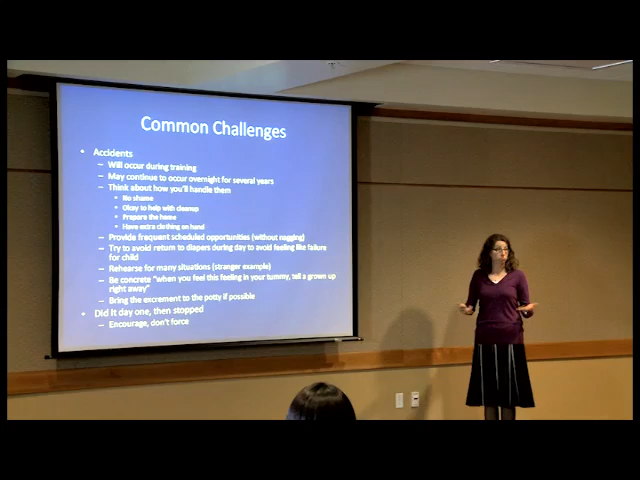 Common Challenges
• Accidents
– Will occur during training
– May continue to occur overnight for several years
– Think about how you'll handle them
• No shame
• Okay to help with cleanup
• Prepare the home
• Have extra clothing on hand
– Provide frequent scheduled opportunities (without nagging)
– Try to avoid return to diapers during day to avoid feeling like failure
for child
– Rehearse for many situations (stranger example)
– Be concrete "when you feel this feeling in your tummy, tell a grown up
right away"
– Bring the excrement to the potty if possible
• Did it day one, then stopped
– Encourage, don't force